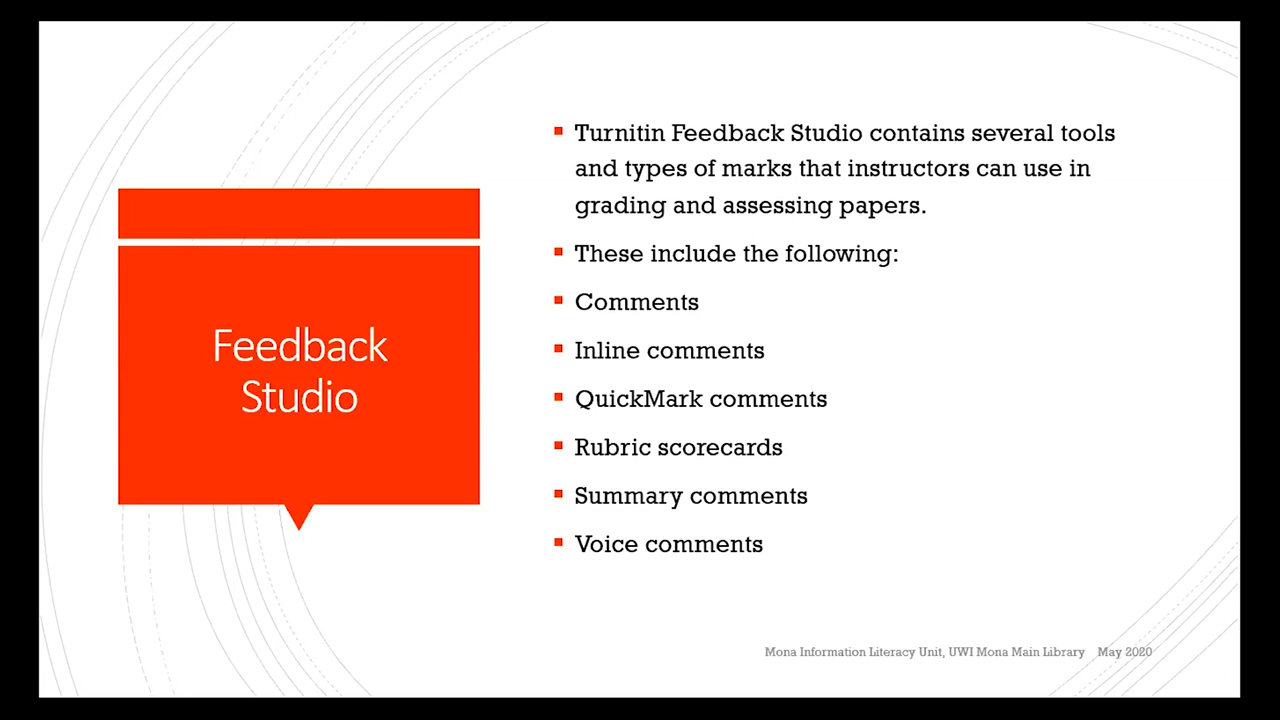 Feedback
Studio
Turnitin Feedback Studio contains several tools
and types of marks that instructors can use in
grading and assessing papers.
These include the following:
Comments
Inline comments
QuickMark comments
Rubric scorecards
Summary comments
Voice comments
Mona Information Literacy Unit, UWI Mona Main Library May 2020